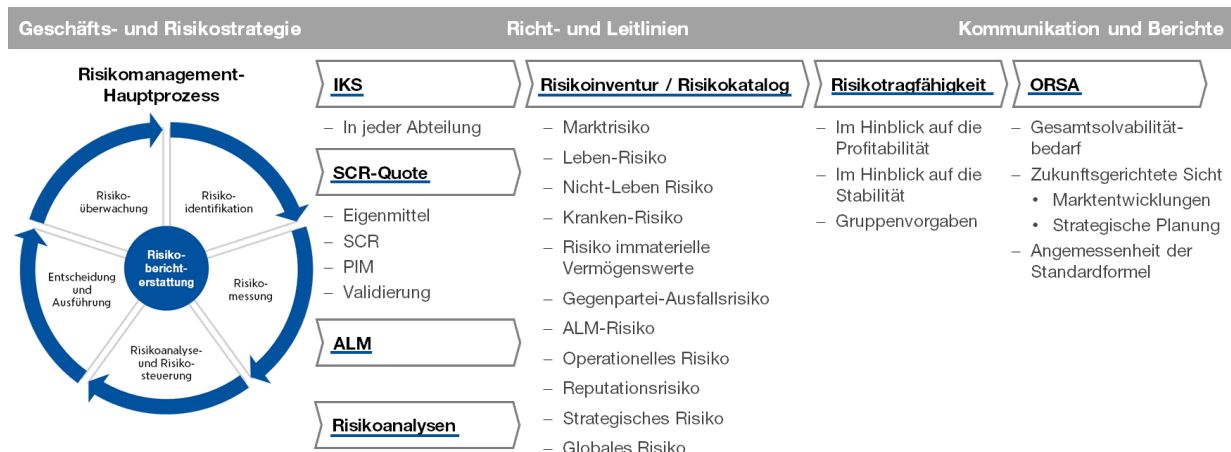 Geschäfts- und Risikostrategie
Richt- und Leitlinien
Kommunikation und Berichte
Risikomanagement-
Hauptprozess
Risiko-
überwachung
Risiko-
identifikation
Risiko-
bericht-
erstattung
Entscheidung
und
Ausführung
Risiko-
messung
Risikoanalyse-
und Risiko-
steuerung
IKS
– In jeder Abteilung
SCR-Quote
– Eigenmittel
– SCR
– PIM
– Validierung
ALM
Risikoanalysen
Risikoinventur / Risikokatalog
– Marktrisiko
– Leben-Risiko
– Nicht-Leben Risiko
– Kranken-Risiko
– Risiko immaterielle
Vermögenswerte
– Gegenpartei-Ausfallsrisiko
– ALM-Risiko
– Operationelles Risiko
– Reputationsrisiko
– Strategisches Risiko
– Globales Risiko
Risikotragfähigkeit
– Im Hinblick auf die
Profitabilität
– Im Hinblick auf die
Stabilität
– Gruppenvorgaben
ORSA
– Gesamtsolvabilität-
bedarf
– Zukunftsgerichtete Sicht
• Marktentwicklungen
• Strategische Planung
– Angemessenheit der
Standardformel